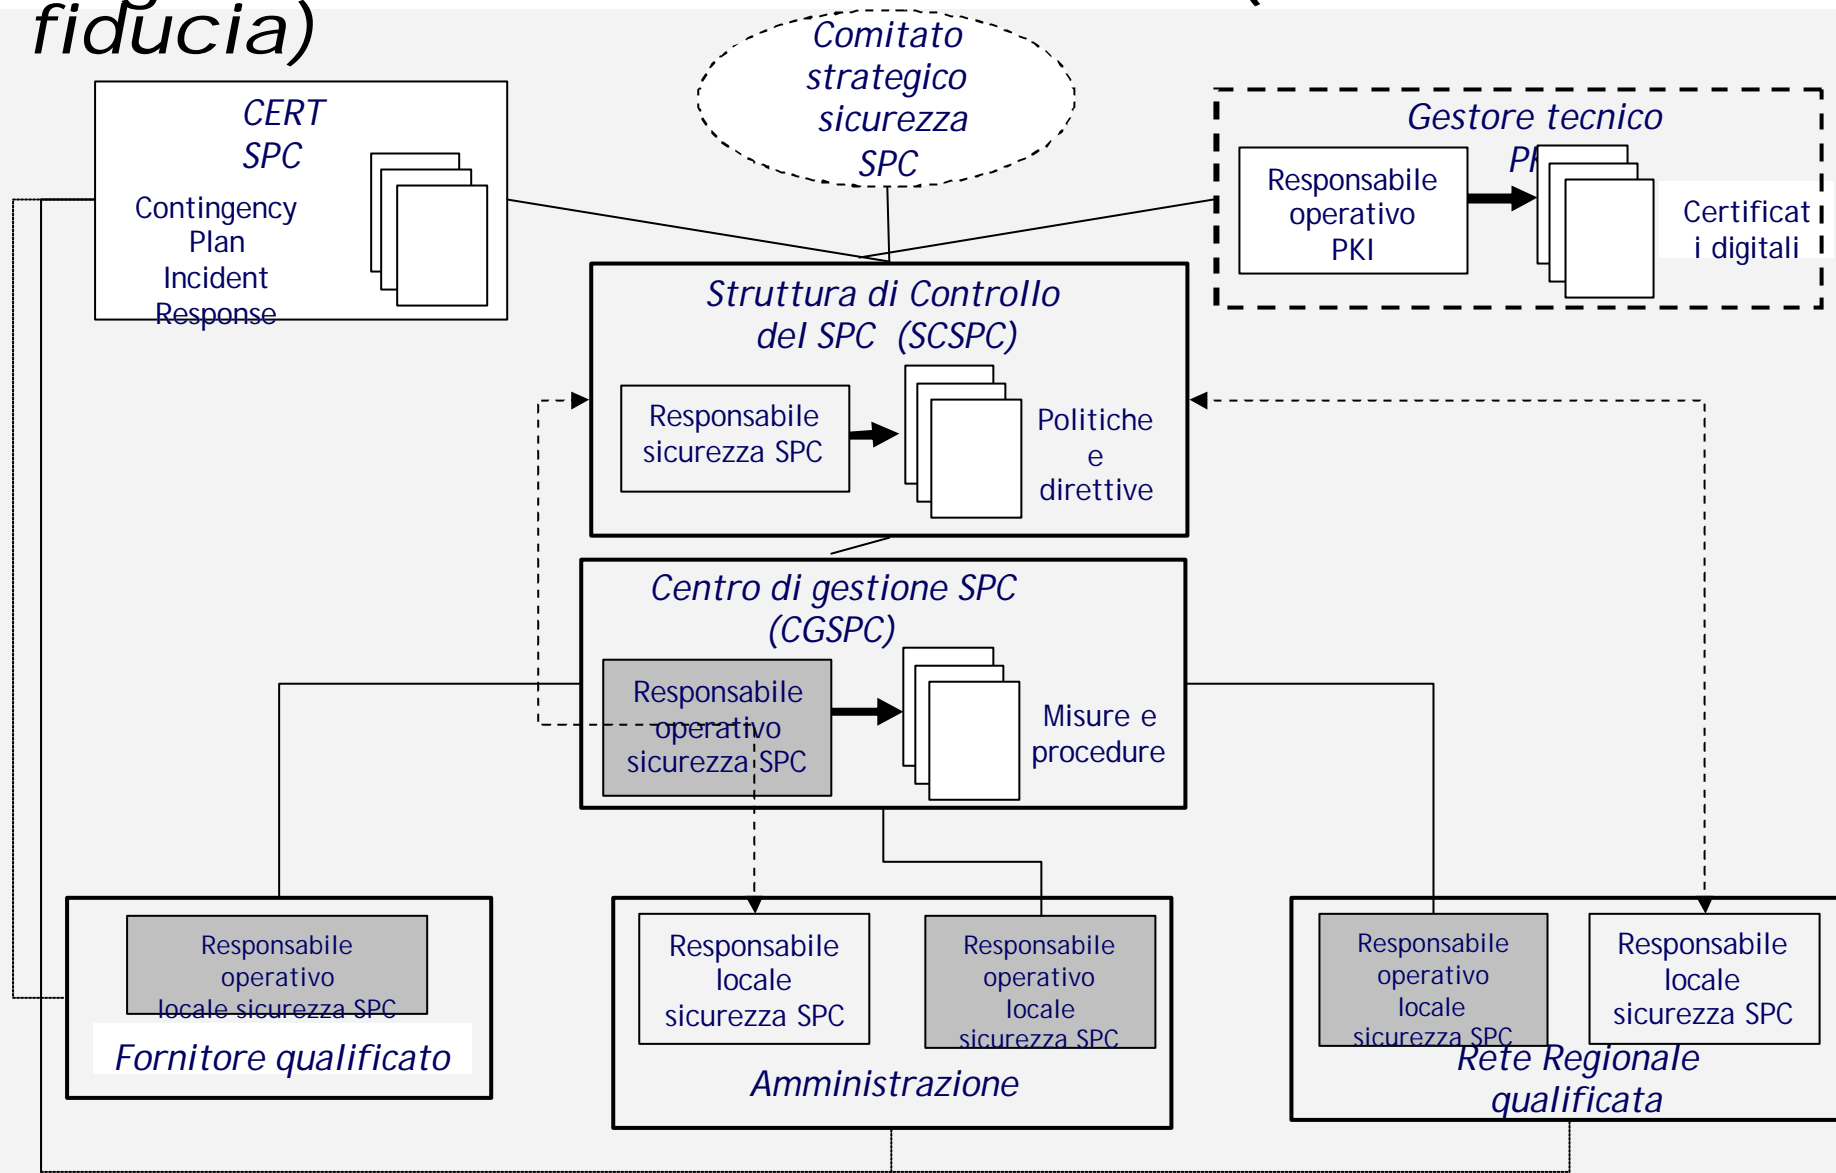 fiducia)
Comitato
strategico
sicurezza
SPC
CERT
SPC
Contingency
Plan
Incident
Response
Gestore tecnico
Responsabile
operativo
PKI
Certificat
i digitali
Struttura di Controllo
del SPC (SCSPC)
Responsabile
sicurezza SPC
Politiche
e
direttive
Centro di gestione SPC
(CGSPC)
Responsabile
operativo
sicurezza SPC
Misure e
procedure
Responsabile
operativo
locale sicurezza SPC
Fornitore qualificato
Responsabile
locale
sicurezza SPC
Responsabile
operativo
locale
sicurezza SPC
Amministrazione
Responsabile
operativo
locale
sicurezza SPC
Responsabile
locale
sicurezza SPC
Rete Regionale
qualificata